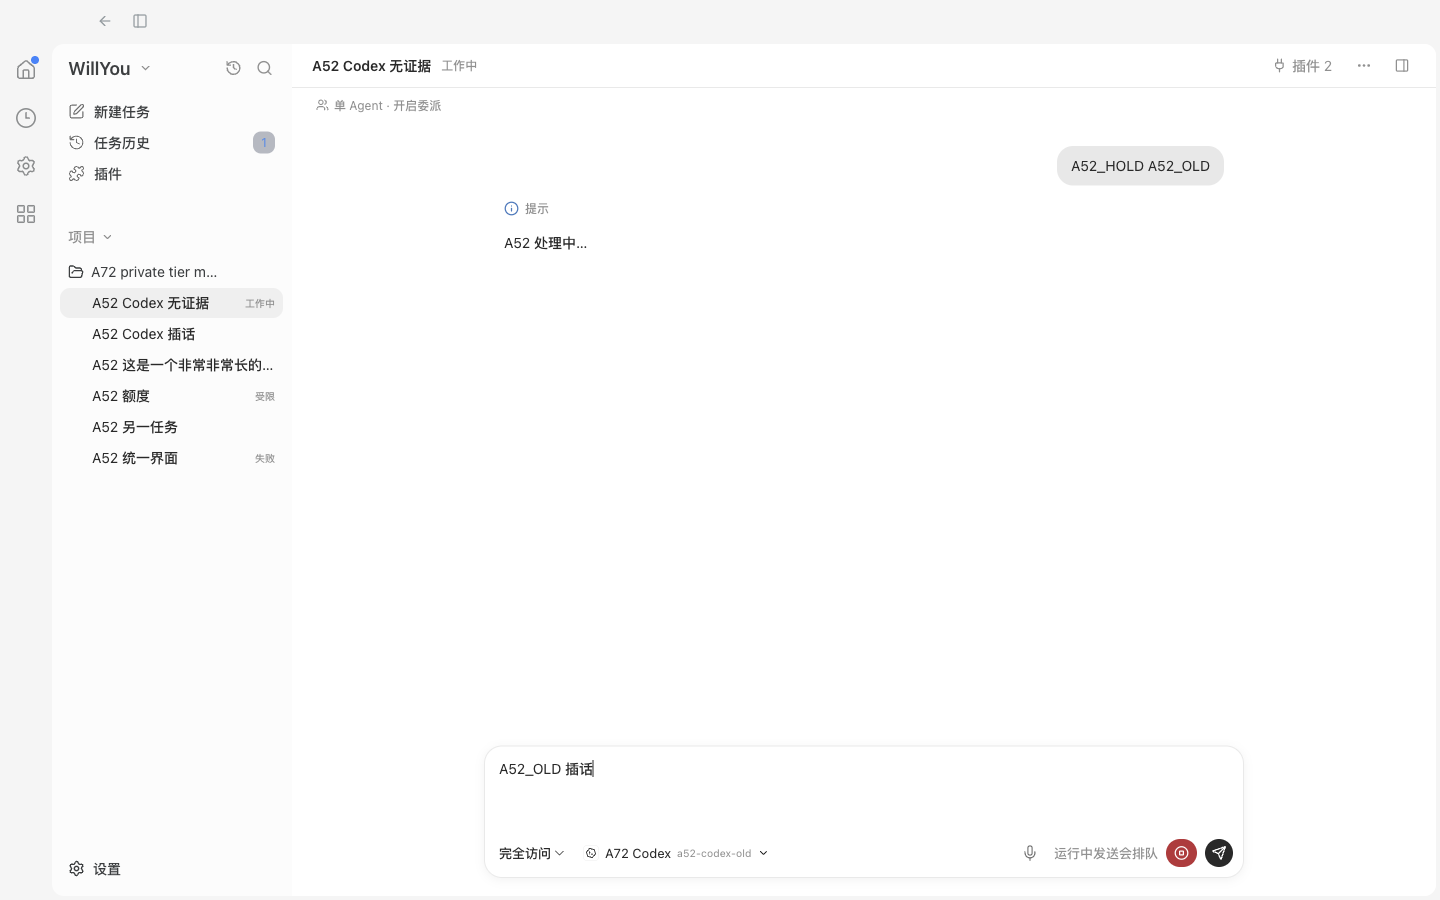 WillYou
新建任务
任务历史 1
插件
项目
A72 private tier m...
A52 Codex 无证据 工作中
A52 Codex 插话
A52 这是一个非常非常长的...
A52 额度 受限
A52 另一任务
A52 统一界面 失败
设置
A52 Codex 无证据 工作中
插件 2
单 Agent · 开启委派
A52_HOLD A52_OLD
提示
A52 处理中...
A52_OLD 插话
完全访问 A72 Codex a52-codex-old 运行中发送会排队